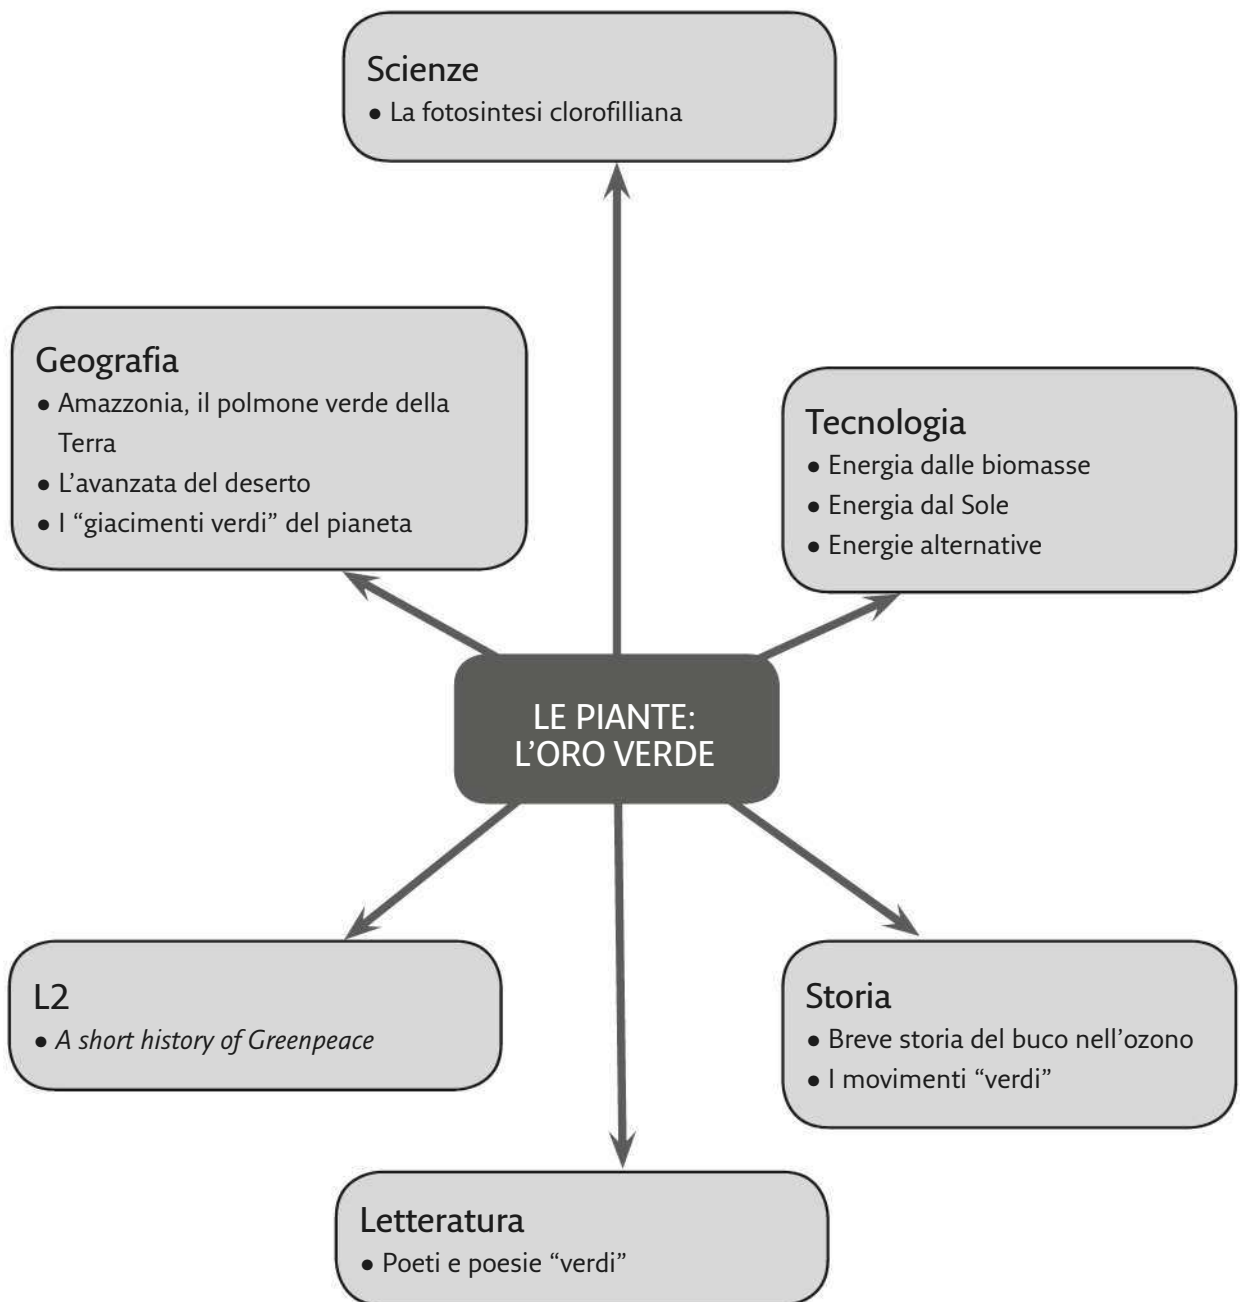 Scienze
• La fotosintesi clorofilliana
Geografia
• Amazzonia, il polmone verde della
Terra
• L’avanzata del deserto
• I “giacimenti verdi” del pianeta
Tecnologia
• Energia dalle biomasse
• Energia dal Sole
• Energie alternative
LE PIANTE:
L’ORO VERDE
L2
• A short history of Greenpeace
Storia
• Breve storia del buco nell’ozono
• I movimenti “verdi”
Letteratura
• Poeti e poesie “verdi”